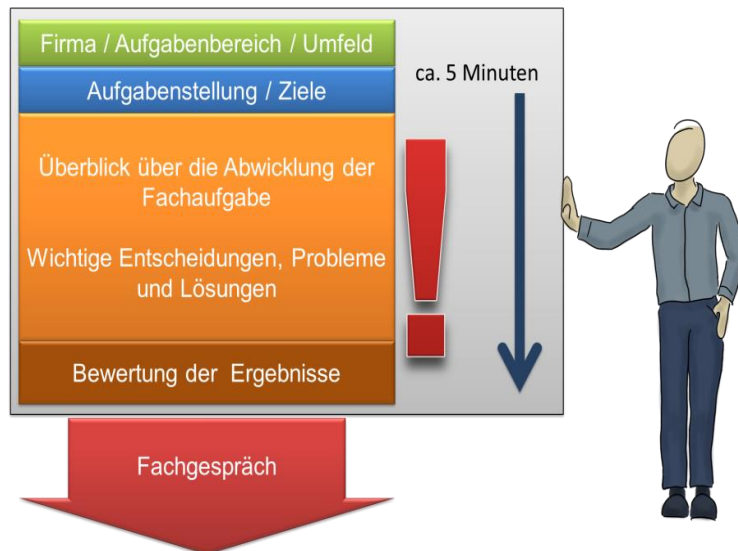 Firma / Aufgabenbereich / Umfeld
ca. 5 Minuten
Aufgabenstellung / Ziele
Überblick über die Abwicklung der
Fachaufgabe
Wichtige Entscheidungen, Probleme
und Lösungen
Bewertung der Ergebnisse
Fachgespräch